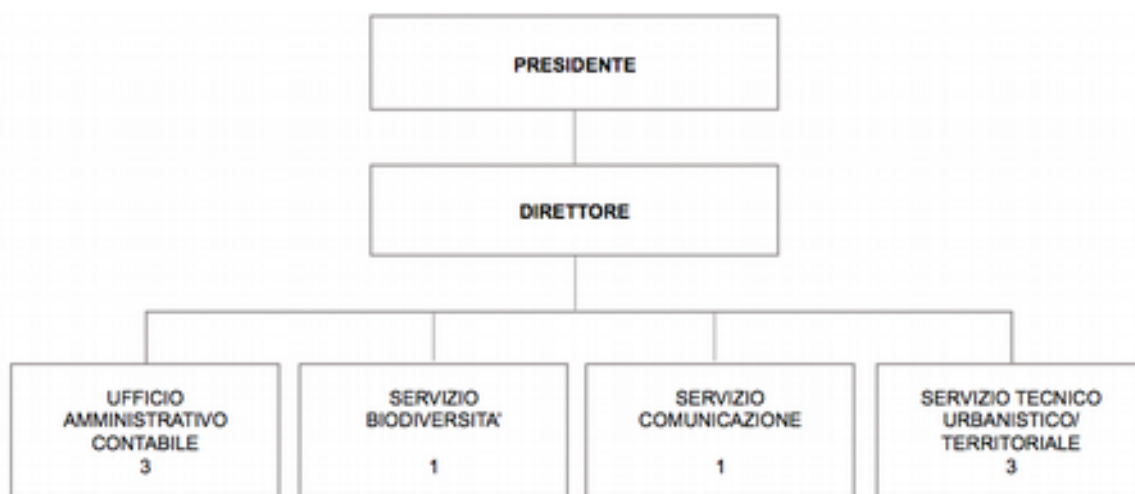 PRESIDENTE
DIRETTORE
UFFICIO
AMMINISTRATIVO
CONTABILE
3
SERVIZIO
BIODIVERSITA'
1
SERVIZIO
COMUNICAZIONE
1
SERVIZIO TECNICO
URBANISTICO/
TERRITORIALE
3